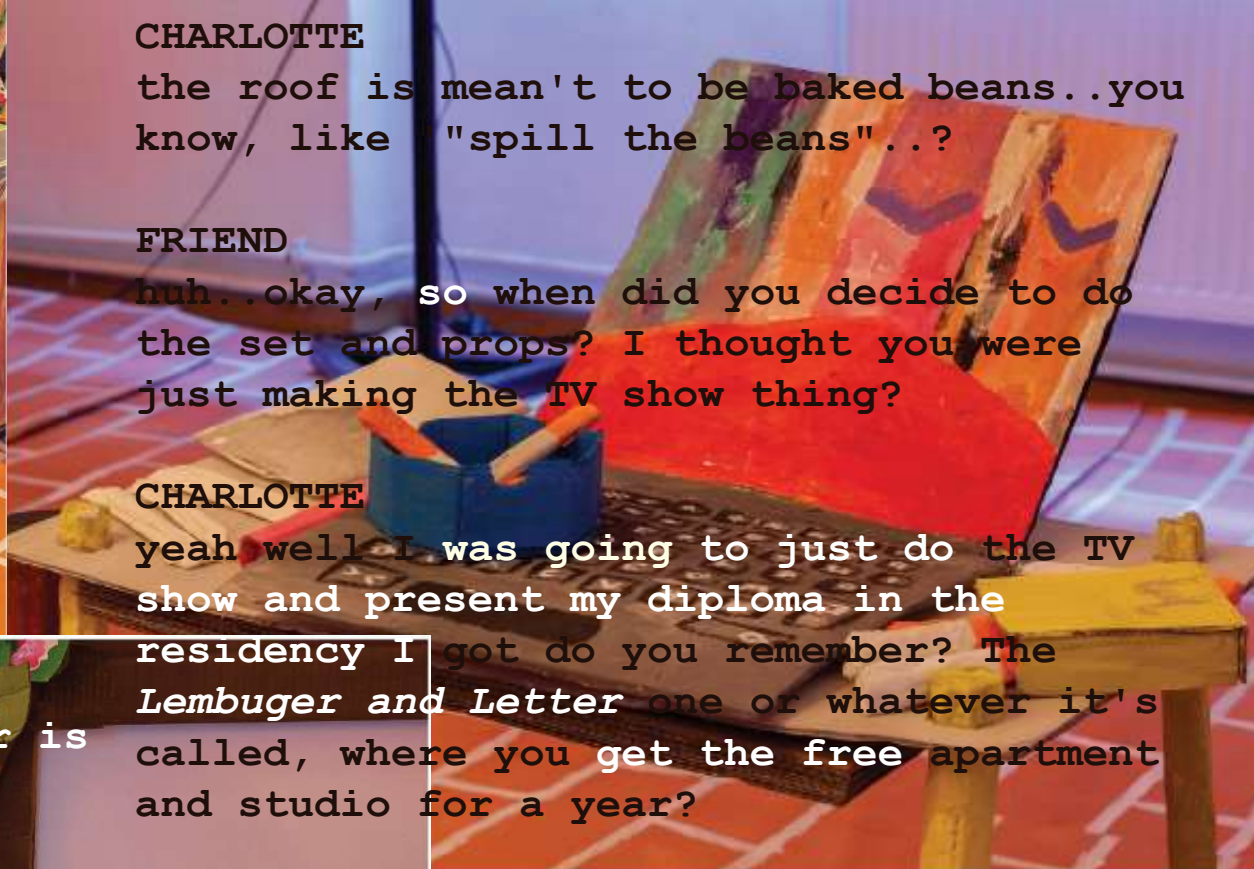 CHARLOTTE
the roof is mean't to be baked beans..you
know, like "spill the beans"..?
FRIEND
huh..okay, so when did you decide to do
the set and props? I thought you were
just making the TV show thing?
CHARLOTTE
yeah well I was going to just do the TV
show and present my diploma in the
residency I got do you remember? The
Lembuger and Letter one or whatever it's
called, where you get the free apartment
and studio for a year?
is